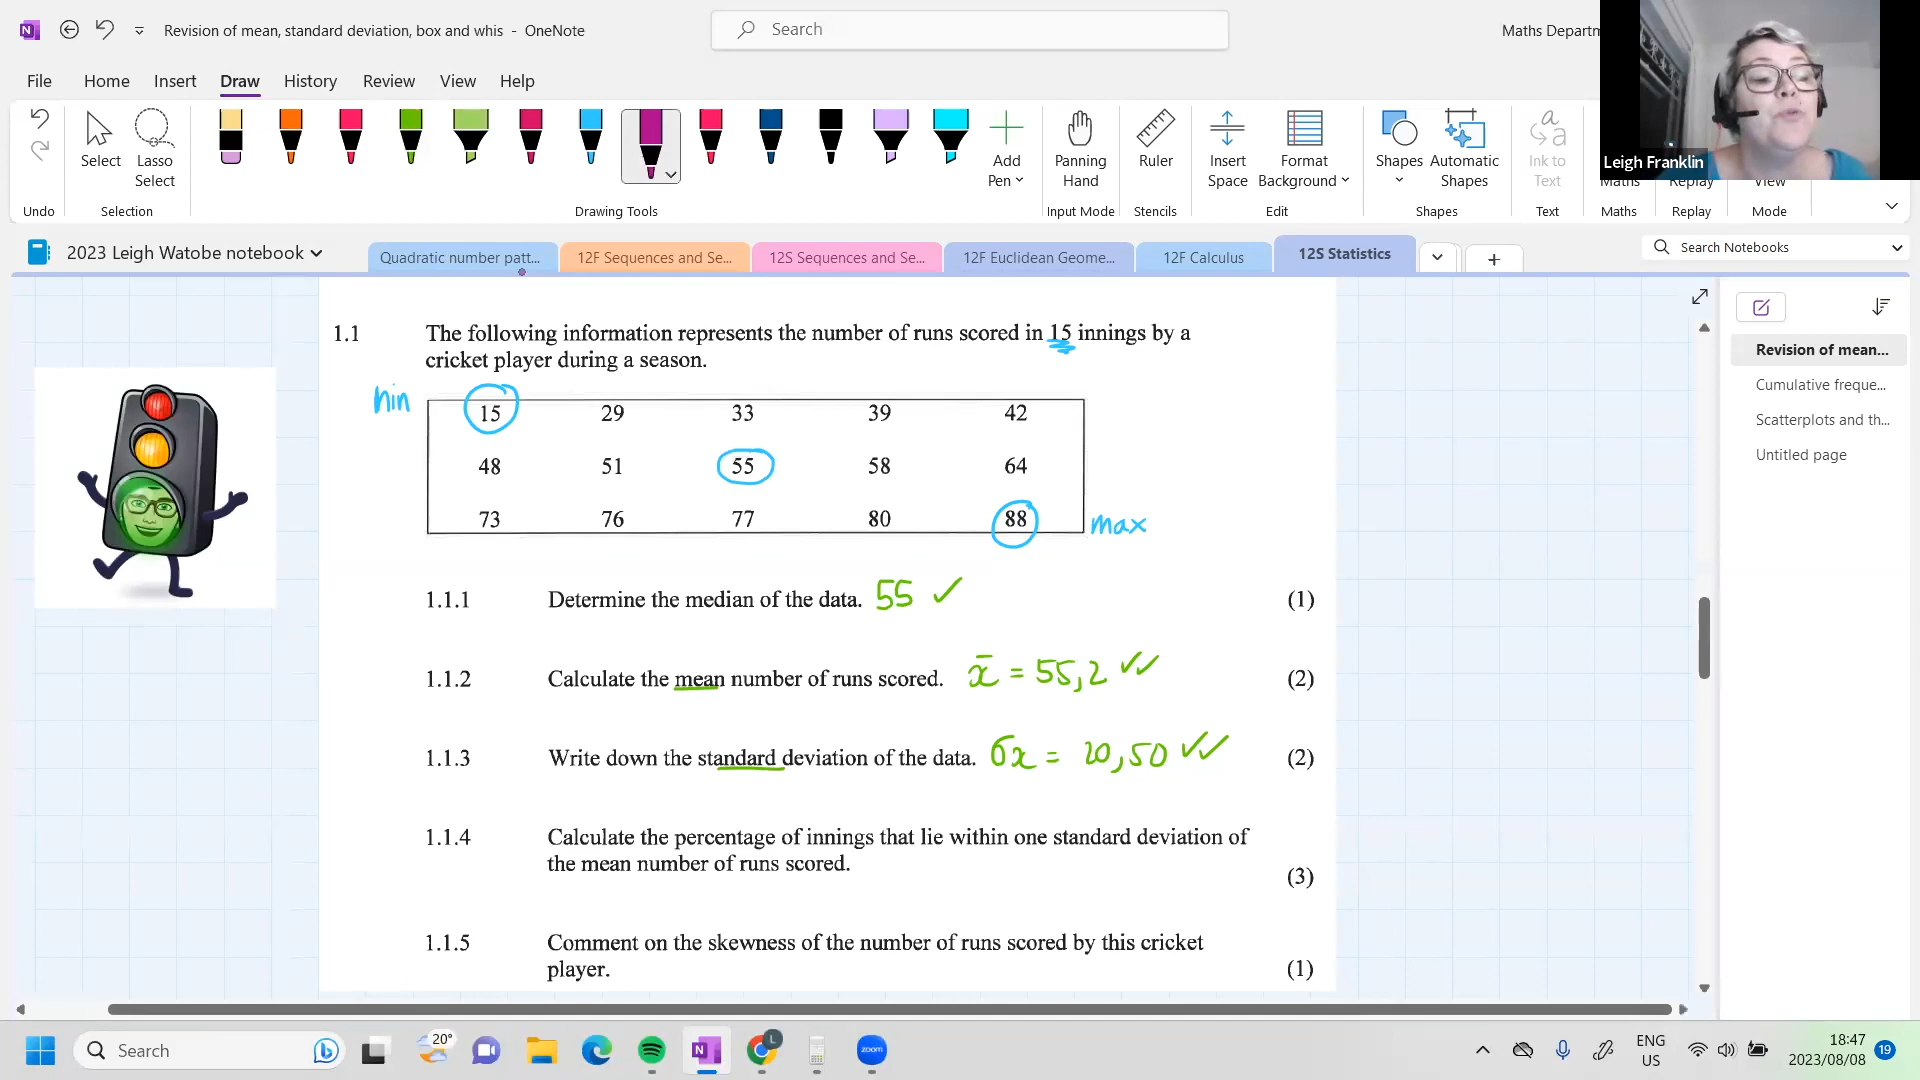 Revision of mean, standard deviation, box and whis - OneNote
Search
Maths Departm
File Home Insert Draw History Review View Help
Undo
Select
Lasso Select
Selection
Drawing Tools
Add Pen
Panning Hand
Input Mode
Ruler
Stencils
Insert Space
Format Background
Edit
Shapes
Automatic Shapes
Shapes
Ink to Text
Text
Maths
Maths
Replay
Replay
View
Mode
Leigh Franklin
2023 Leigh Watobe notebook
Quadratic number patt...
12F Sequences and Se...
12S Sequences and Se...
12F Euclidean Geome...
12F Calculus
12S Statistics
Search Notebooks
Revision of mean...
Cumulative freque...
Scatterplots and th...
Untitled page
1.1 The following information represents the number of runs scored in 15 innings by a
cricket player during a season.
min
15 29 33 39 42
48 51 55 58 64
73 76 77 80 88
max
1.1.1 Determine the median of the data. 55 ✓ (1)
1.1.2 Calculate the mean number of runs scored. x̄ = 55,2 ✓✓ (2)
1.1.3 Write down the standard deviation of the data. σx = 20,50 ✓✓ (2)
1.1.4 Calculate the percentage of innings that lie within one standard deviation of
the mean number of runs scored.
(3)
1.1.5 Comment on the skewness of the number of runs scored by this cricket
player.
(1)
Search
20°
L
zoom
ENG
US
18:47
2023/08/08
19